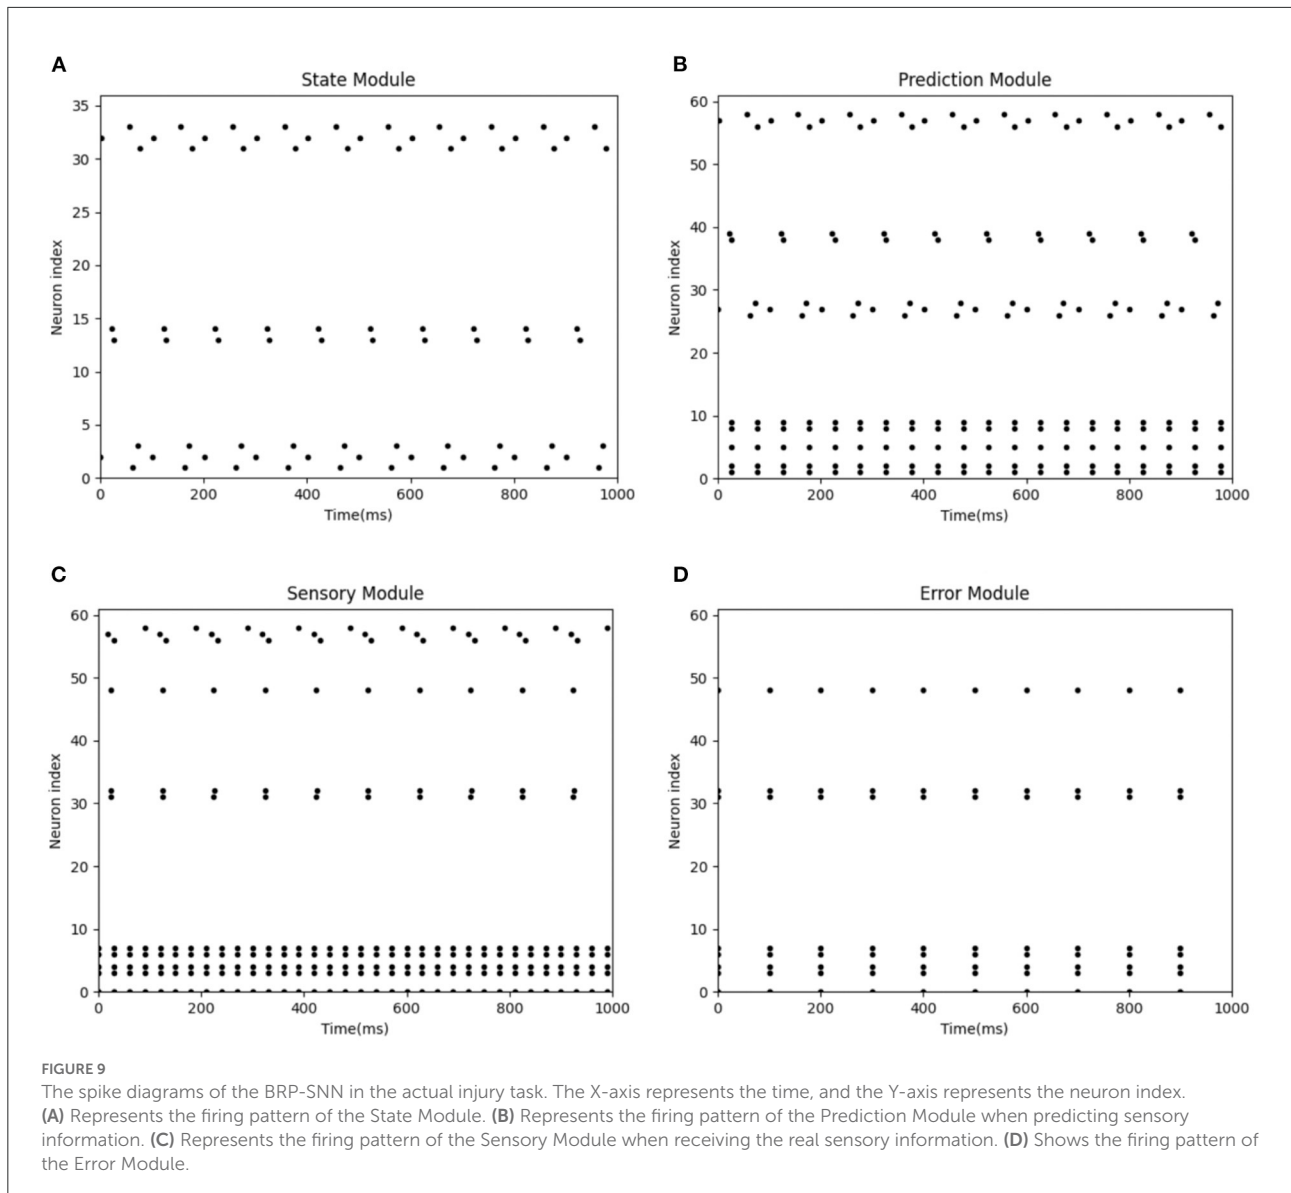 A
State Module
35
30
25
20
15
10
5
0
Neuron index
0 200 400 600 800 1000
Time(ms)
B
Prediction Module
60
50
40
30
20
10
0
Neuron index
0 200 400 600 800 1000
Time(ms)
C
Sensory Module
60
50
40
30
20
10
0
Neuron index
0 200 400 600 800 1000
Time(ms)
D
Error Module
60
50
40
30
20
10
0
Neuron index
0 200 400 600 800 1000
Time(ms)
FIGURE 9
The spike diagrams of the BRP-SNN in the actual injury task. The X-axis represents the time, and the Y-axis represents the neuron index.
(A) Represents the firing pattern of the State Module. (B) Represents the firing pattern of the Prediction Module when predicting sensory
information. (C) Represents the firing pattern of the Sensory Module when receiving the real sensory information. (D) Shows the firing pattern of
the Error Module.